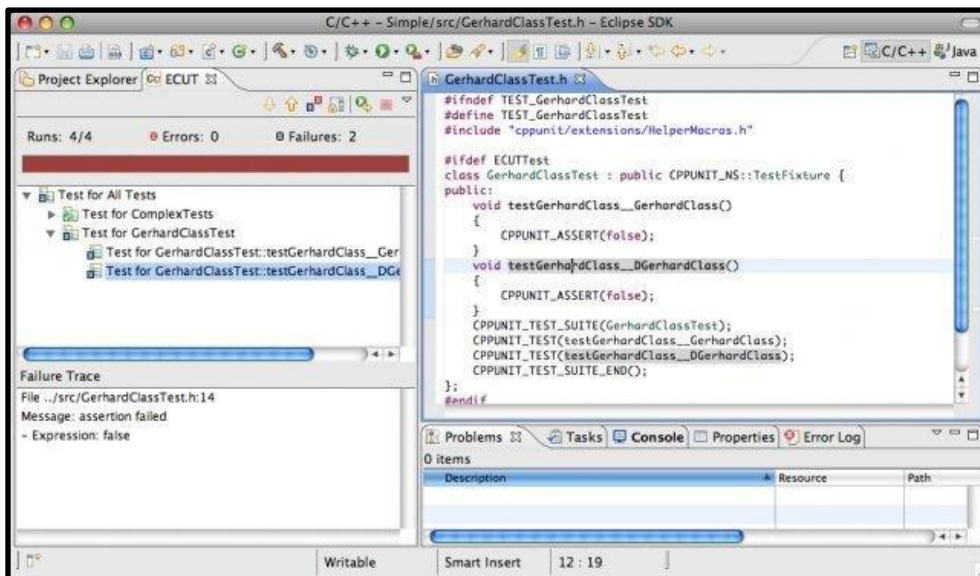 C/C++ - Simple/src/GerhardClassTest.h - Eclipse SDK
C/C++ Java
Project Explorer ECUT
Runs: 4/4 Errors: 0 Failures: 2
Test for All Tests
Test for ComplexTests
Test for GerhardClassTest
Test for GerhardClassTest::testGerhardClass__Ger
Test for GerhardClassTest::testGerhardClass__DGe
Failure Trace
File ../src/GerhardClassTest.h:14
Message: assertion failed
- Expression: false
GerhardClassTest.h
#ifndef TEST_GerhardClassTest
#define TEST_GerhardClassTest
#include "cppunit/extensions/HelperMacros.h"
#ifdef ECUTTest
class GerhardClassTest : public CPPUNIT_NS::TestFixture {
public:
void testGerhardClass__GerhardClass()
{
CPPUNIT_ASSERT(false);
}
void testGerhardClass__DGerhardClass()
{
CPPUNIT_ASSERT(false);
}
CPPUNIT_TEST_SUITE(GerhardClassTest);
CPPUNIT_TEST(testGerhardClass__GerhardClass);
CPPUNIT_TEST(testGerhardClass__DGerhardClass);
CPPUNIT_TEST_SUITE_END();
};
#endif
Problems Tasks Console Properties Error Log
0 items
Description Resource Path
Writable Smart Insert 12 : 19